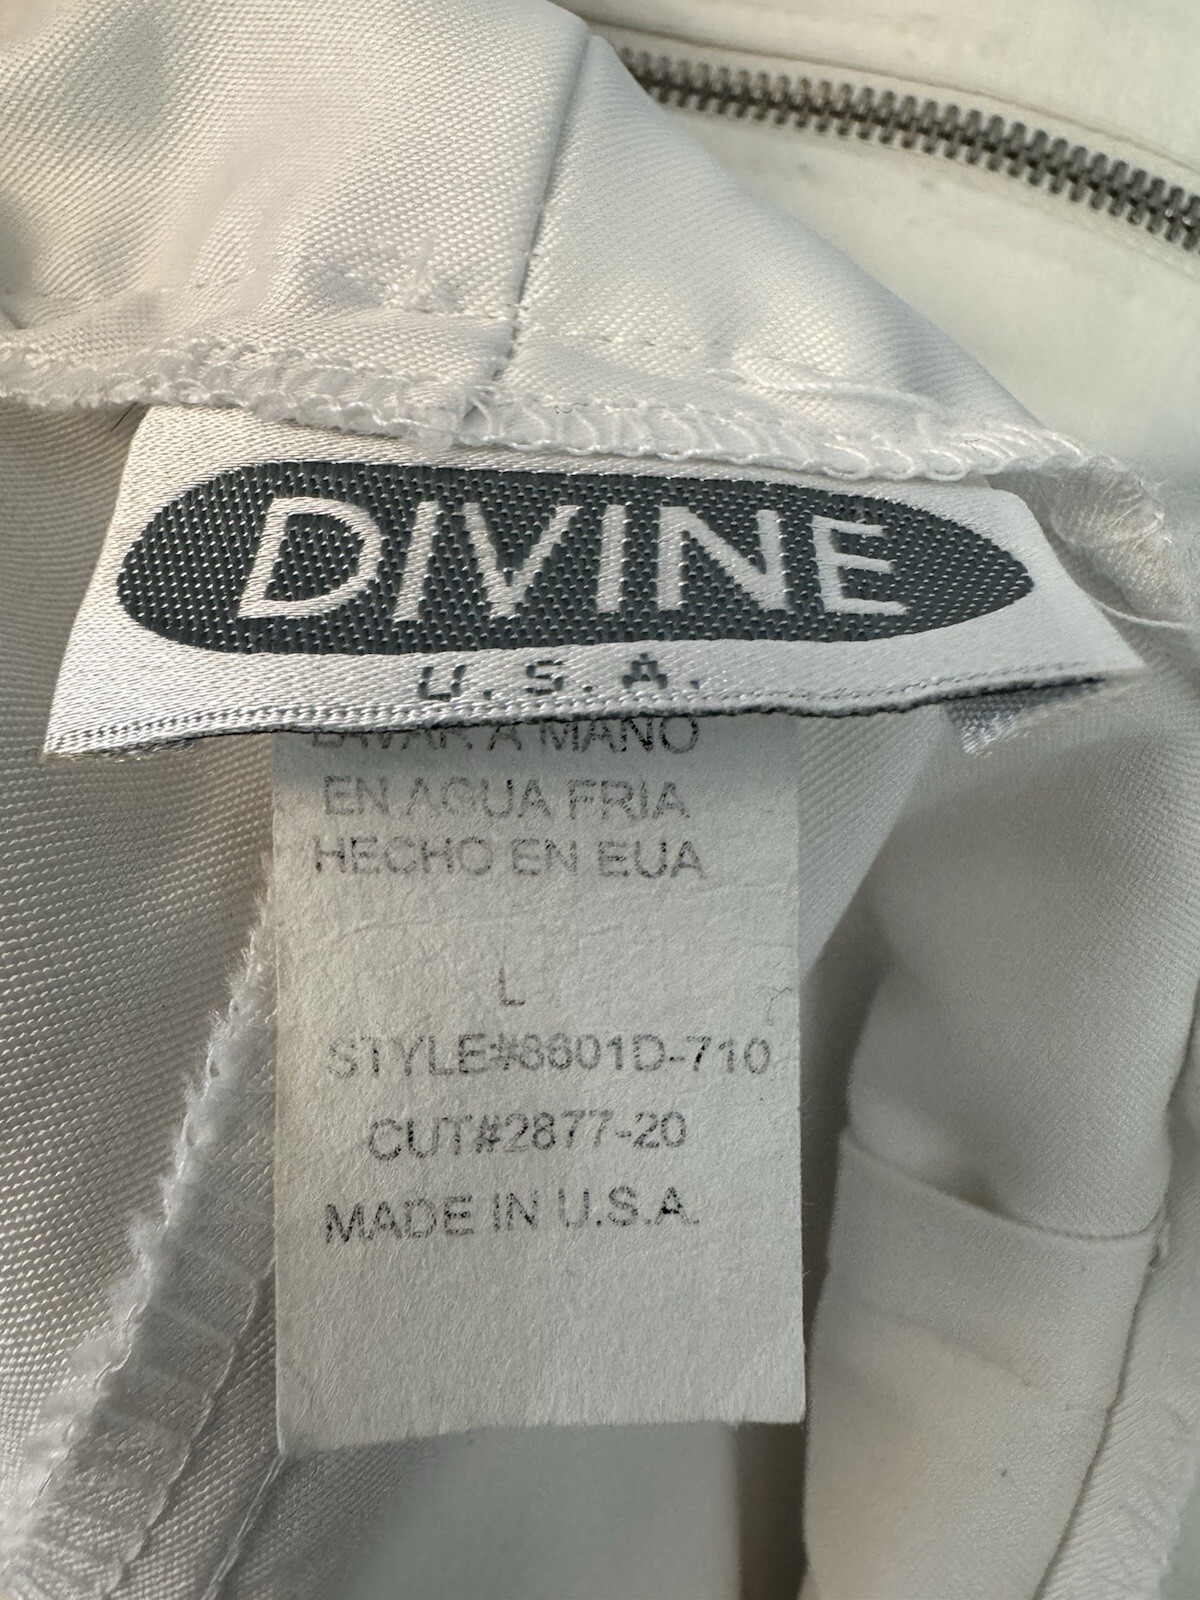 DIVINE
U.S.A.
LAVAR A MANO
EN AGUA FRIA
HECHO EN EUA
L
STYLE#8601D-710
CUT#2877-20
MADE IN U.S.A.